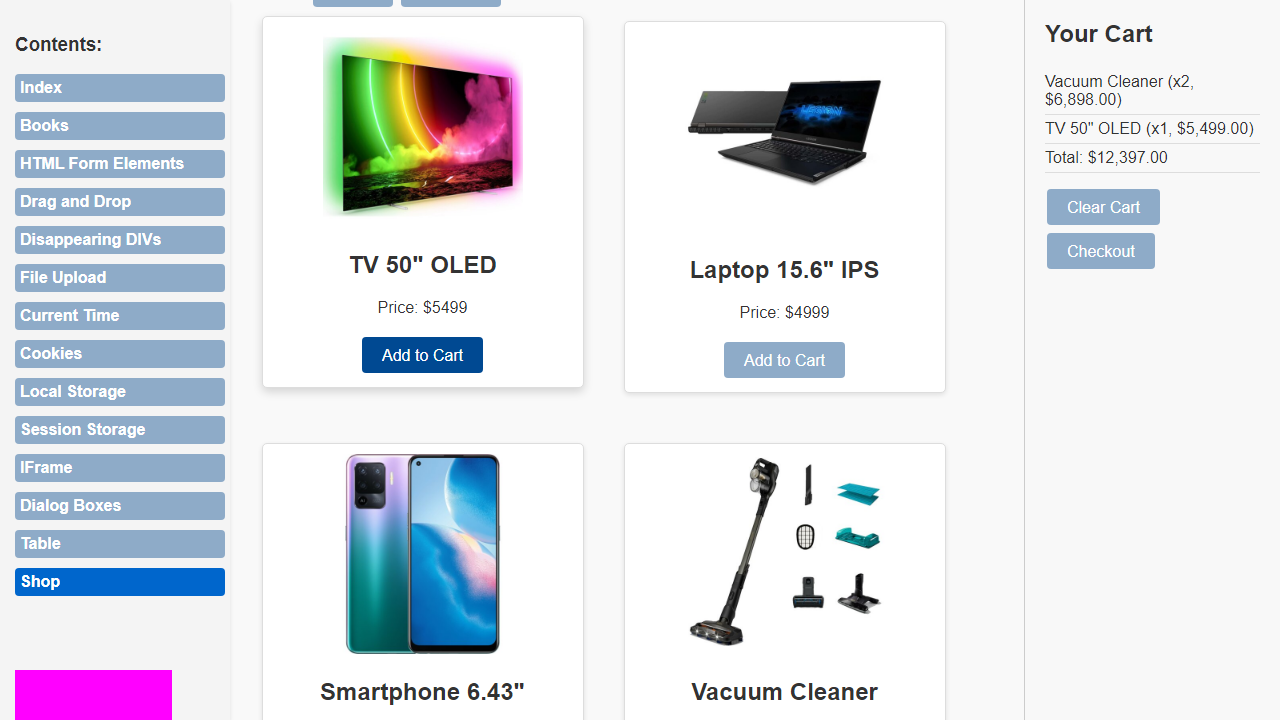 Contents:
Index
Books
HTML Form Elements
Drag and Drop
Disappearing DIVs
File Upload
Current Time
Cookies
Local Storage
Session Storage
IFrame
Dialog Boxes
Table
Shop
TV 50" OLED
Price: $5499
Add to Cart
LEGION
Laptop 15.6" IPS
Price: $4999
Add to Cart
Smartphone 6.43"
Vacuum Cleaner
Your Cart
Vacuum Cleaner (x2,
$6,898.00)
TV 50" OLED (x1, $5,499.00)
Total: $12,397.00
Clear Cart
Checkout